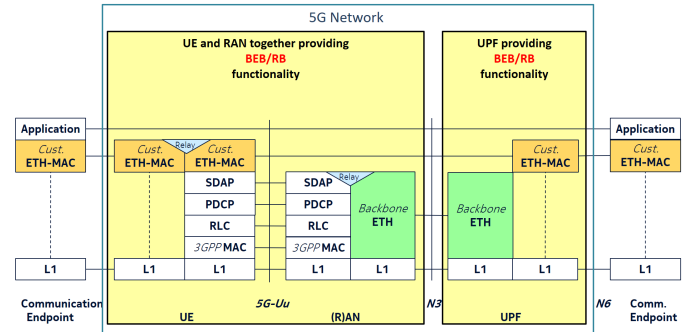 5G Network
UE and RAN together providing
BEB/RB
functionality
UPF providing
BEB/RB
functionality
Application
Application
Cust.
ETH-MAC
Cust.
ETH-MAC
Relay
Cust.
ETH-MAC
Cust.
ETH-MAC
Cust.
ETH-MAC
SDAP
SDAP
Relay
PDCP
PDCP
Backbone
ETH
Backbone
ETH
RLC
RLC
3GPP MAC
3GPP MAC
L1
L1
L1
L1
L1
L1
L1
L1
Communication
Endpoint
5G-Uu
N3
N6
Comm.
Endpoint
UE
(R)AN
UPF